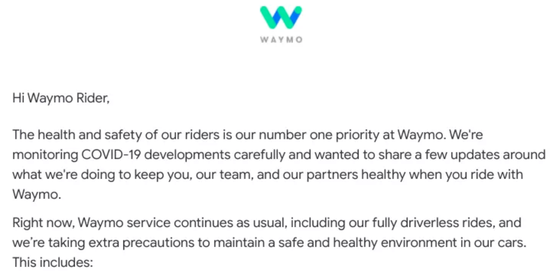 WAYMO
Hi Waymo Rider,
The health and safety of our riders is our number one priority at Waymo. We're
monitoring COVID-19 developments carefully and wanted to share a few updates around
what we're doing to keep you, our team, and our partners healthy when you ride with
Waymo.
Right now, Waymo service continues as usual, including our fully driverless rides, and
we're taking extra precautions to maintain a safe and healthy environment in our cars.
This includes: